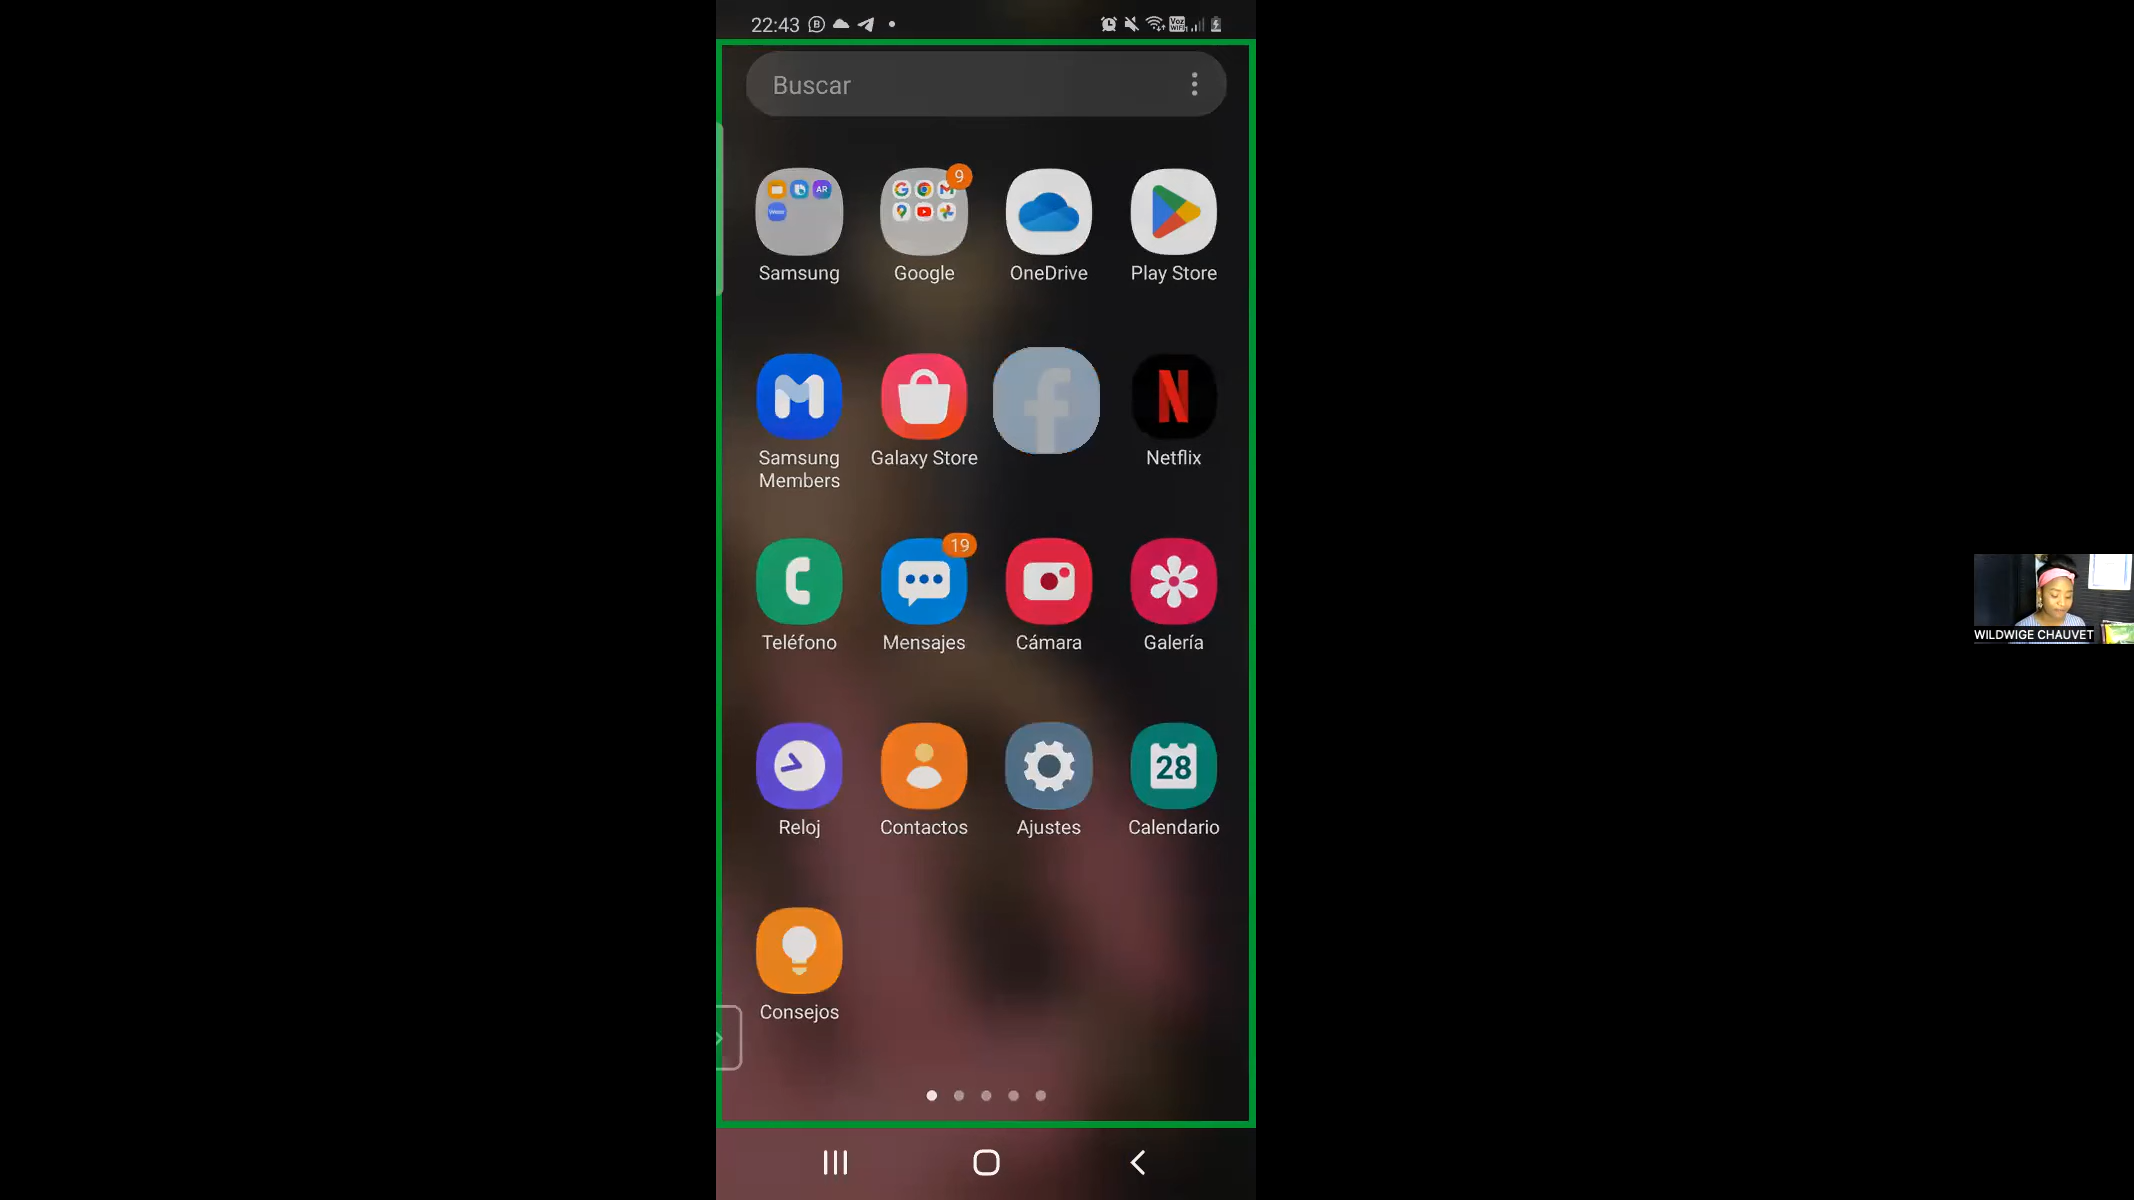 22:43
Buscar
9
Samsung
Google
OneDrive
Play Store
AR
Samsung
Members
Galaxy Store
f
N
Netflix
19
Teléfono
Mensajes
Cámara
Galería
28
Reloj
Contactos
Ajustes
Calendario
Consejos
WILDWIGE CHAUVET